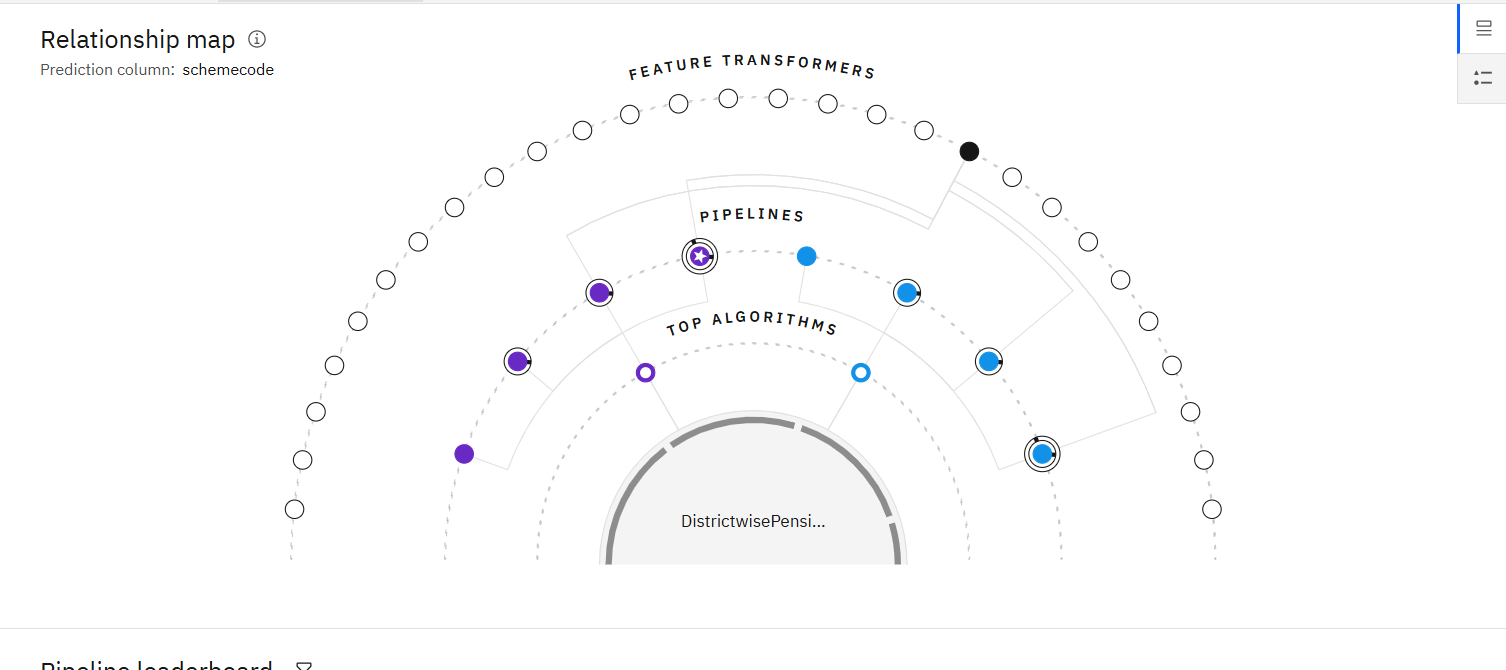 Relationship map
Prediction column: schemecode
FEATURE TRANSFORMERS
PIPELINES
TOP ALGORITHMS
DistrictwisePensi...
Pipeline leaderboard